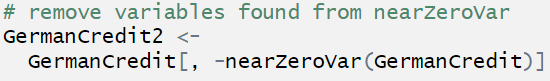 # remove variables found from nearZeroVar
GermanCredit2 <-
  GermanCredit[, -nearZeroVar(GermanCredit)]